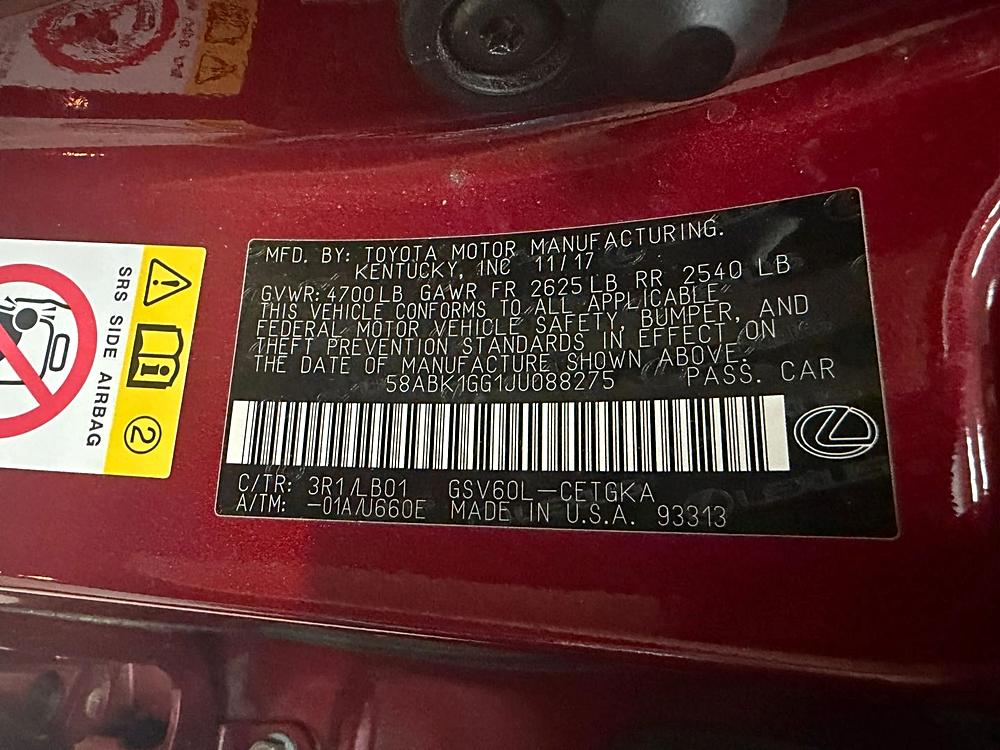 MFD. BY: TOYOTA MOTOR MANUFACTURING.
KENTUCKY, INC 11/17
GVWR: 4700LB GAWR FR 2625LB RR 2540 LB
THIS VEHICLE CONFORMS TO ALL APPLICABLE
FEDERAL MOTOR VEHICLE SAFETY, BUMPER, AND
THEFT PREVENTION STANDARDS IN EFFECT ON
THE DATE OF MANUFACTURE SHOWN ABOVE.
58ABK1GG1JU088275 PASS. CAR
C/TR: 3R1/LB01 GSV60L-CETGKA
A/TM: -01A/U660E MADE IN U.S.A. 93313
SRS SIDE AIRBAG
2